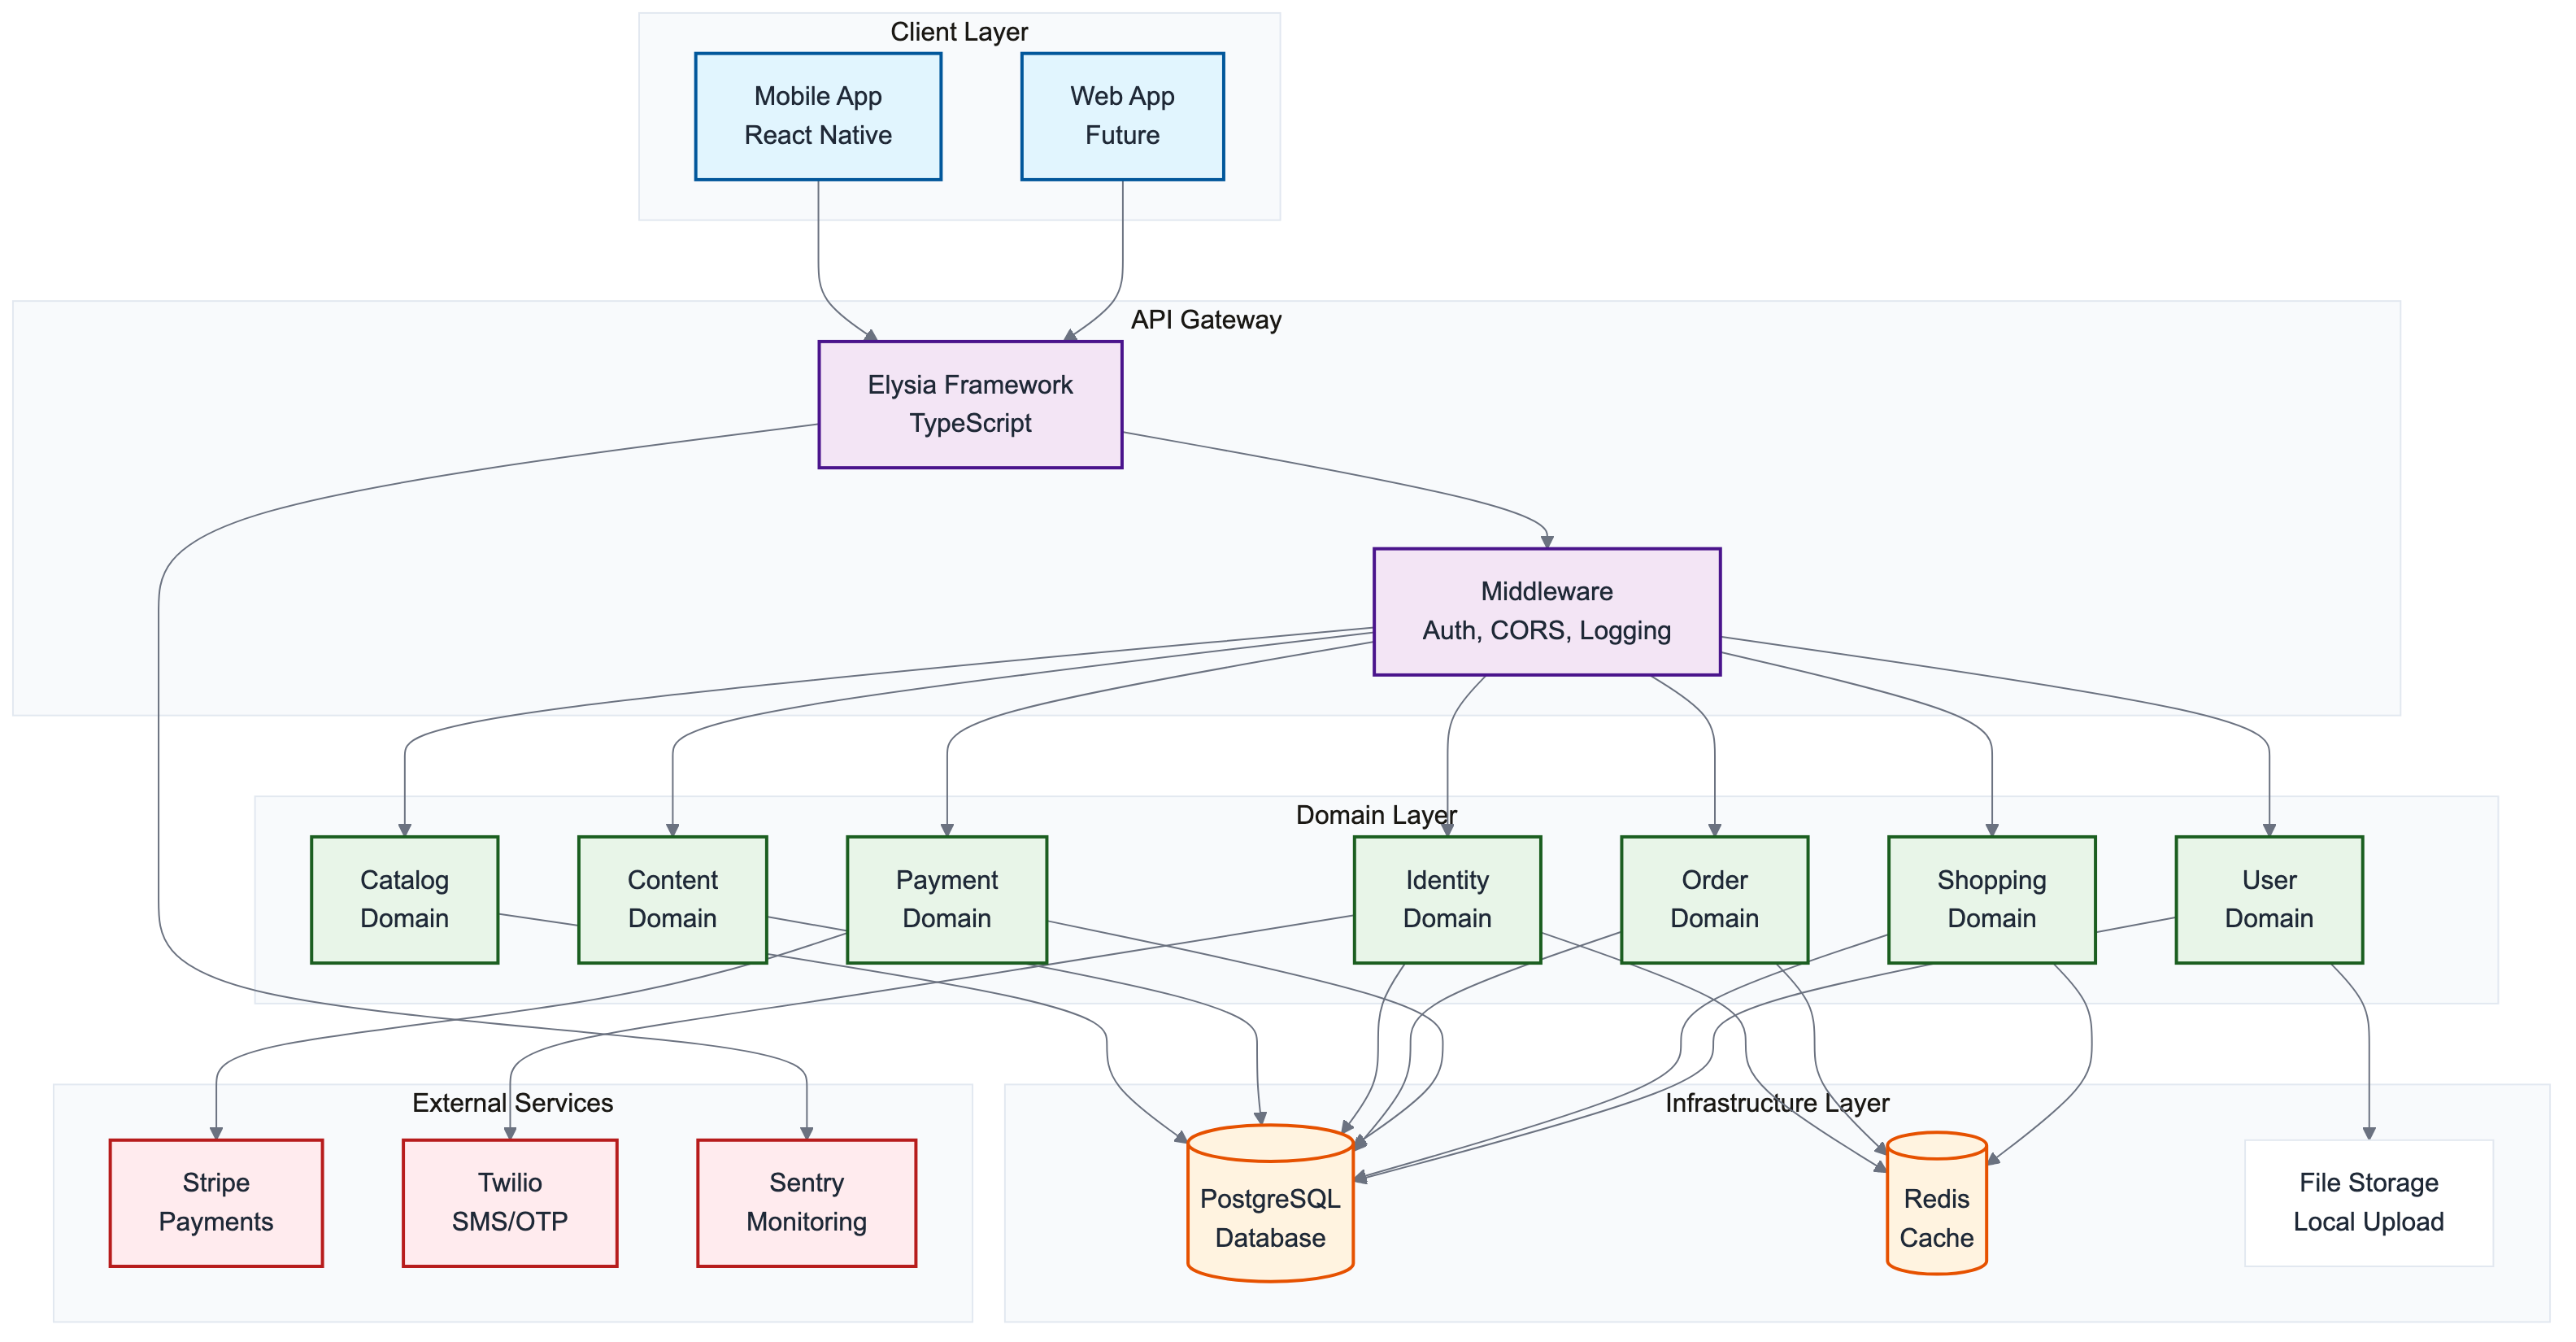 Client Layer
Mobile App
React Native
Web App
Future
API Gateway
Elysia Framework
TypeScript
Middleware
Auth, CORS, Logging
Domain Layer
Catalog
Domain
Content
Domain
Payment
Domain
Identity
Domain
Order
Domain
Shopping
Domain
User
Domain
External Services
Stripe
Payments
Twilio
SMS/OTP
Sentry
Monitoring
Infrastructure Layer
PostgreSQL
Database
Redis
Cache
File Storage
Local Upload